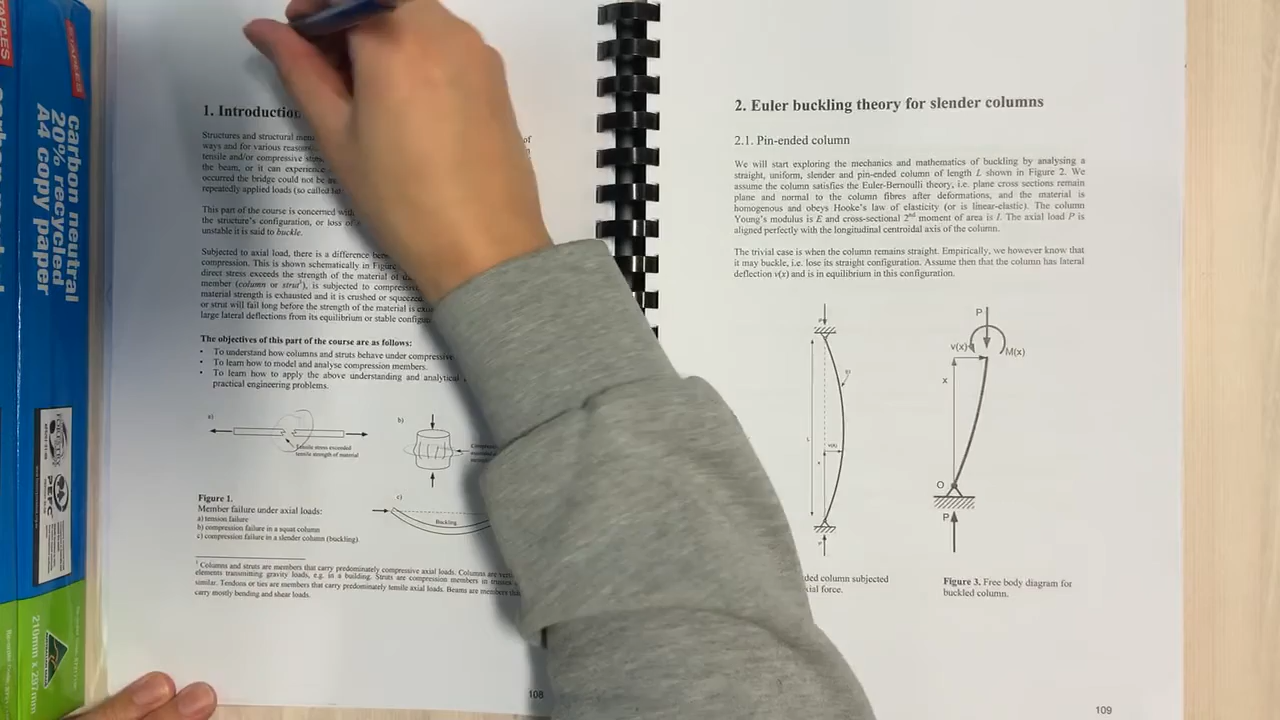 STAPLES
carbon neutral
20% recycled
A4 copy paper
PEFC
210mm x 297mm
1. Introduction
Structures and structural
ways and for various
tensile and/or compressive
the beam, or it can experience
occurred the bridge could not be
repeatedly applied loads (so called
This part of the course is concerned with
the structure's configuration, or loss of
unstable it is said to buckle.
Subjected to axial load, there is a difference
compression. This is shown schematically in Figure
direct stress exceeds the strength of the material
member (column or strut¹), is subjected to
material strength is exhausted and it is crushed or
or strut will fail long before the strength of the material is
large lateral deflections from its equilibrium or stable
The objectives of this part of the course are as follows:
• To understand how columns and struts behave under compressive
• To learn how to model and analyse compression members.
• To learn how to apply the above understanding and analytical
practical engineering problems.
a)
Tensile stress exceeded
tensile strength of material
b)
c)
Buckling
Figure 1.
Member failure under axial loads:
a) tension failure
b) compression failure in a squat column
c) compression failure in a slender column (buckling).
¹ Columns and struts are members that carry predominately compressive axial loads. Columns are
elements transmitting gravity loads, e.g. in a building. Struts are compression members in
similar. Tendons or ties are members that carry predominately tensile axial loads. Beams are members
carry mostly bending and shear loads.
108
2. Euler buckling theory for slender columns
2.1. Pin-ended column
We will start exploring the mechanics and mathematics of buckling by analysing a
straight, uniform, slender and pin-ended column of length L shown in Figure 2. We
assume the column satisfies the Euler-Bernoulli theory, i.e. plane cross sections remain
plane and normal to the column fibres after deformations, and the material is
homogenous and obeys Hooke's law of elasticity (or is linear-elastic). The column
Young's modulus is E and cross-sectional 2nd moment of area is I. The axial load P is
aligned perfectly with the longitudinal centroidal axis of the column.
The trivial case is when the column remains straight. Empirically, we however know that
it may buckle, i.e. lose its straight configuration. Assume then that the column has lateral
deflection v(x) and is in equilibrium in this configuration.
P
L
v(x)
x
P
P
v(x)
M(x)
x
O
P
column subjected
force.
Figure 3. Free body diagram for
buckled column.
109